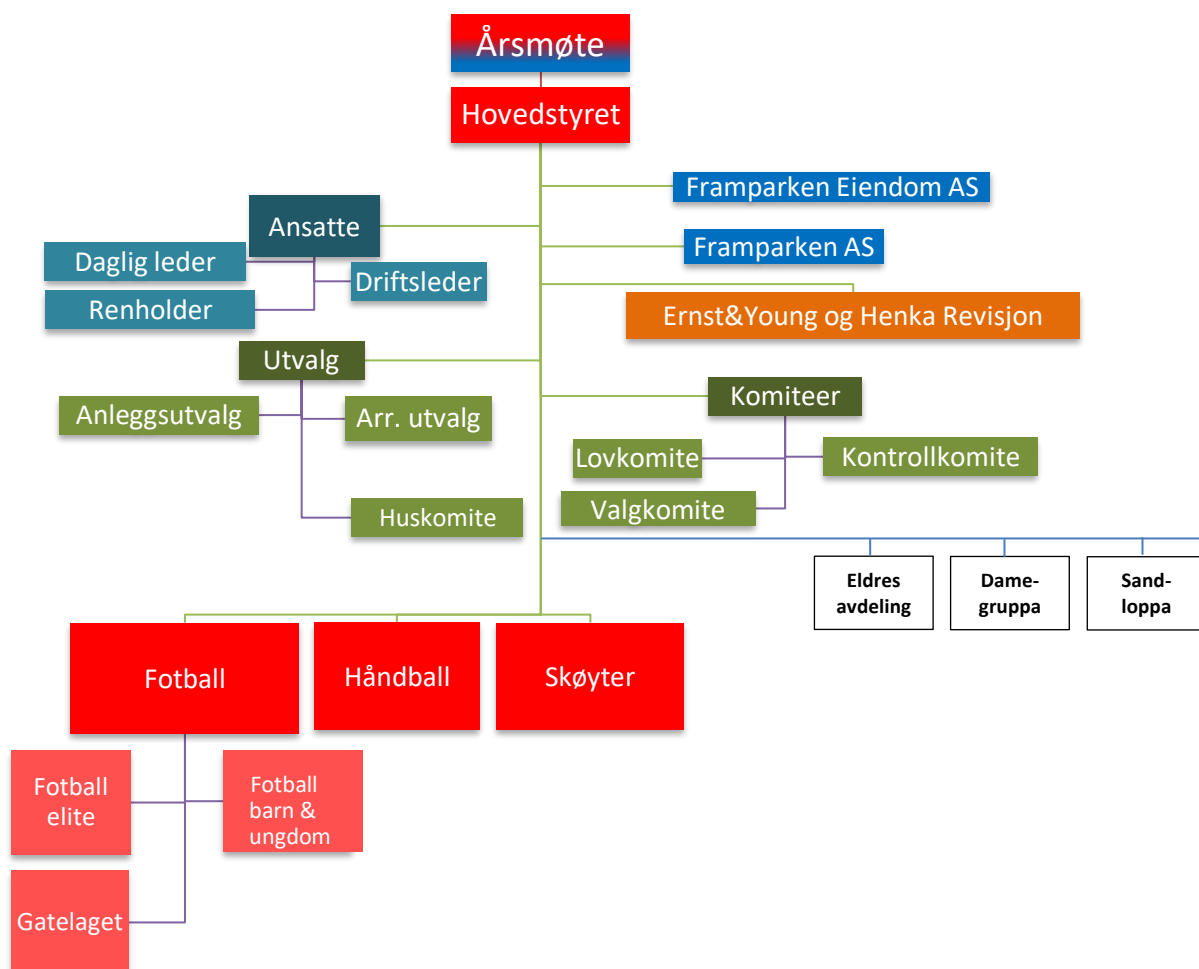 Årsmøte
Hovedstyret
Framparken Eiendom AS
Ansatte
Framparken AS
Daglig leder
Driftsleder
Renholder
Ernst&Young og Henka Revisjon
Utvalg
Komiteer
Anleggsutvalg
Arr. utvalg
Lovkomite
Kontrollkomite
Valgkomite
Huskomite
Eldres
avdeling
Dame-
gruppa
Sand-
loppa
Fotball
Håndball
Skøyter
Fotball
elite
Fotball
barn &
ungdom
Gatelaget